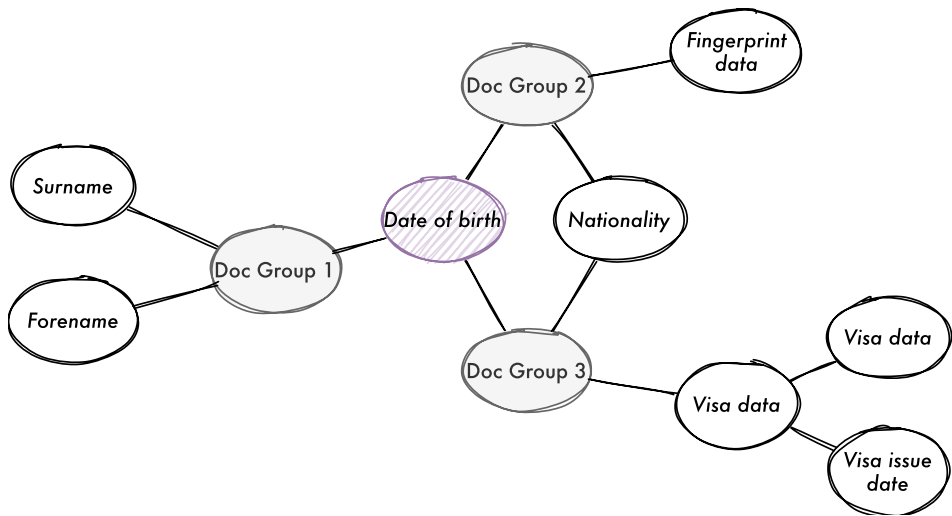 Fingerprint
data
Doc Group 2
Surname
Date of birth
Nationality
Doc Group 1
Forename
Visa data
Doc Group 3
Visa data
Visa issue
date